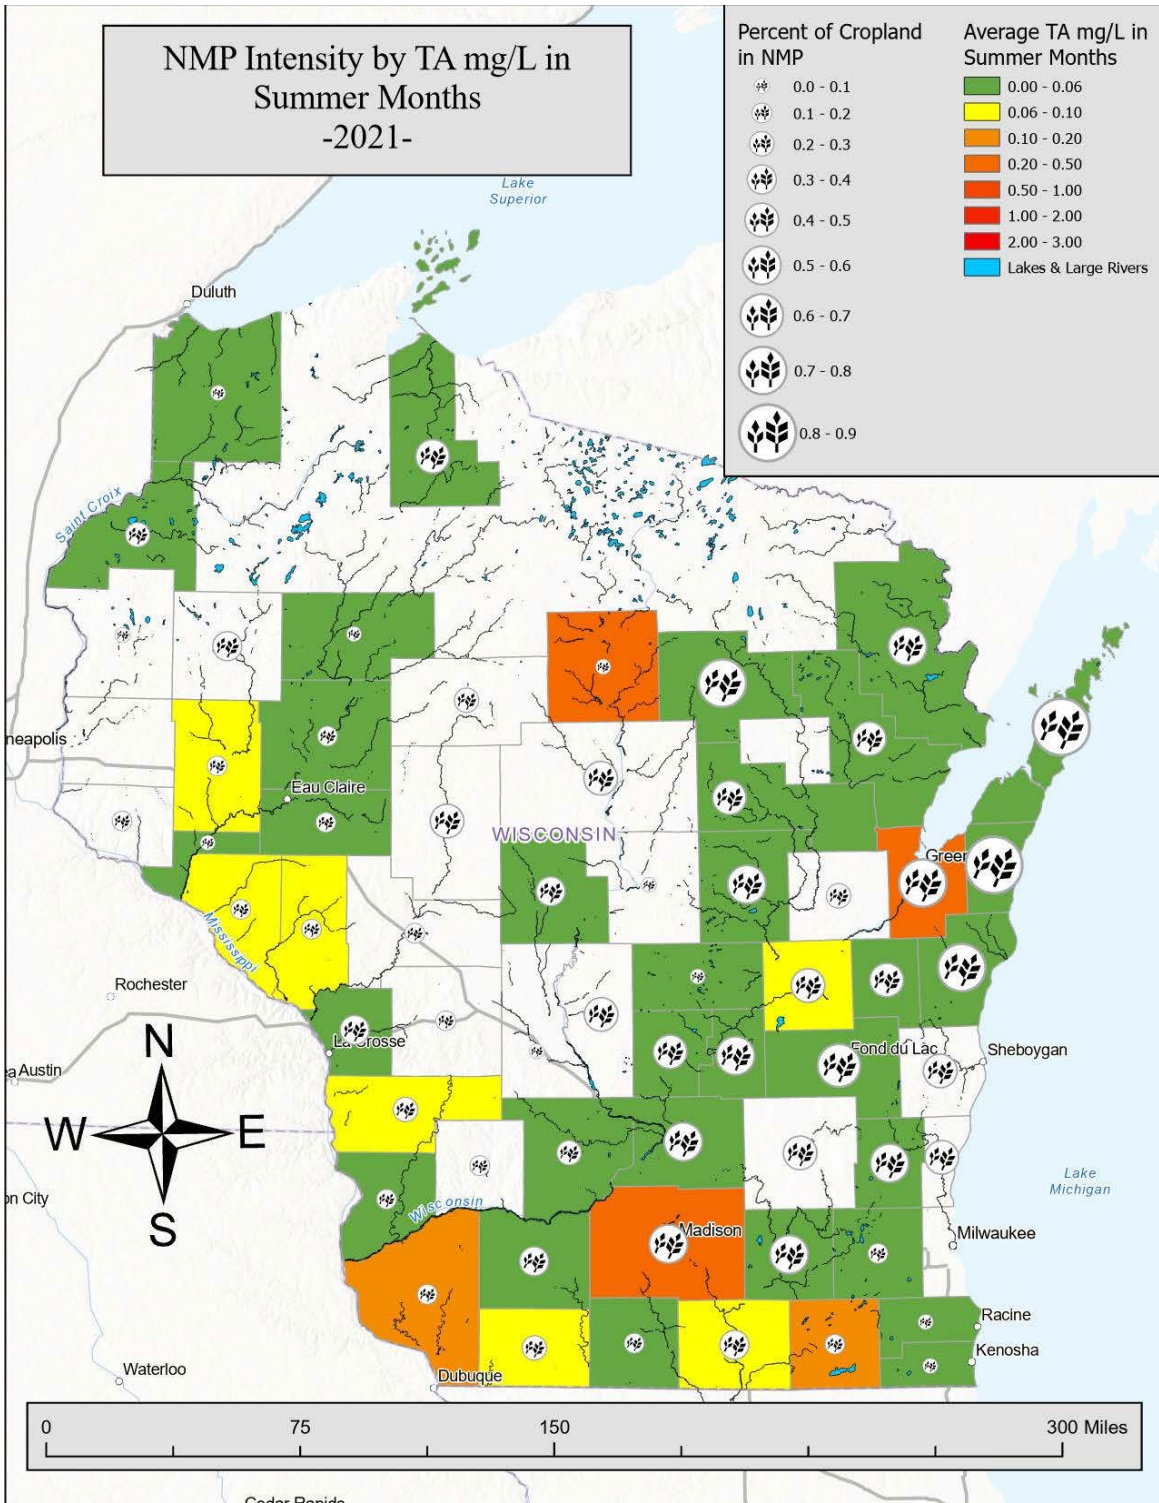 NMP Intensity by TA mg/L in
Summer Months
-2021-
Percent of Cropland
in NMP
0.0 - 0.1
0.1 - 0.2
0.2 - 0.3
0.3 - 0.4
0.4 - 0.5
0.5 - 0.6
0.6 - 0.7
0.7 - 0.8
0.8 - 0.9
Average TA mg/L in
Summer Months
0.00 - 0.06
0.06 - 0.10
0.10 - 0.20
0.20 - 0.50
0.50 - 1.00
1.00 - 2.00
2.00 - 3.00
Lakes & Large Rivers
Lake
Superior
Duluth
Saint Croix
neapolis
Eau Claire
WISCONSIN
Green
Mississippi
Rochester
La Crosse
Fond du Lac
Sheboygan
Austin
N
W
E
S
Lake
Michigan
on City
Wisconsin
Madison
Milwaukee
Racine
Kenosha
Waterloo
Dubuque
0
75
150
300 Miles
Cedar Rapids